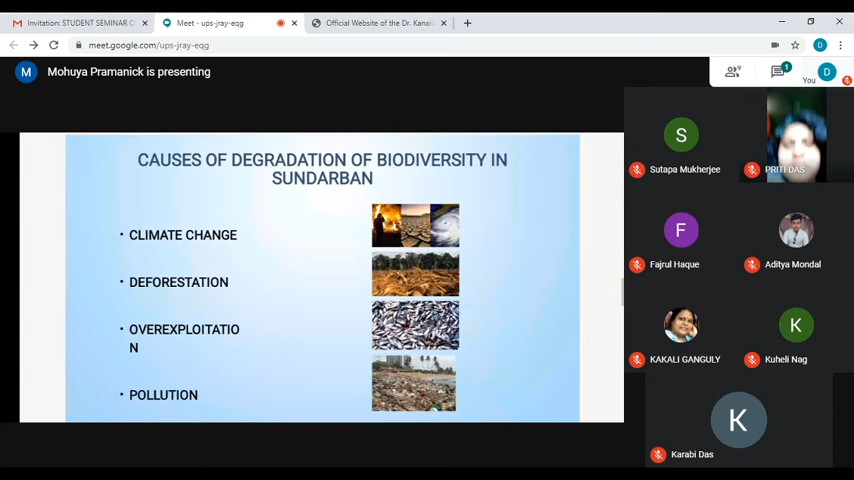 Invitation: STUDENT SEMINAR O
Meet - ups-jray-eqg
Official Website of the Dr. Kanail
meet.google.com/ups-jray-eqg
D
M
Mohuya Pramanick is presenting
9
1
You
D
CAUSES OF DEGRADATION OF BIODIVERSITY IN
SUNDARBAN
• CLIMATE CHANGE
• DEFORESTATION
• OVEREXPLOITATIO
N
• POLLUTION
S
Sutapa Mukherjee
PRITI DAS
F
Fajrul Haque
Aditya Mondal
KAKALI GANGULY
K
Kuheli Nag
K
Karabi Das